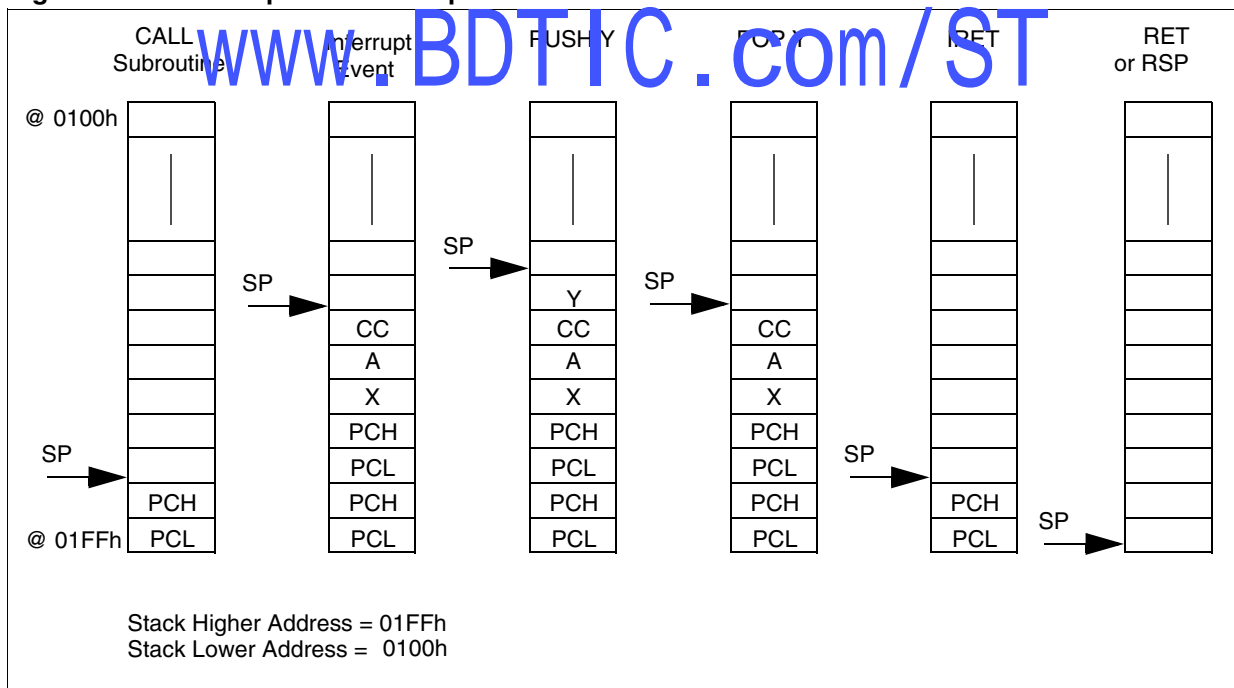 CALL
Subroutine
Interrupt
Event
PUSH Y
POP Y
IRET
RET
or RSP
www.BDTIC.com/ST
@ 0100h
SP
SP
SP
Y
CC
CC
CC
A
A
A
X
X
X
PCH
PCH
PCH
SP
SP
PCL
PCL
PCL
PCH
PCH
PCH
PCH
PCH
SP
@ 01FFh
PCL
PCL
PCL
PCL
PCL
Stack Higher Address = 01FFh
Stack Lower Address = 0100h